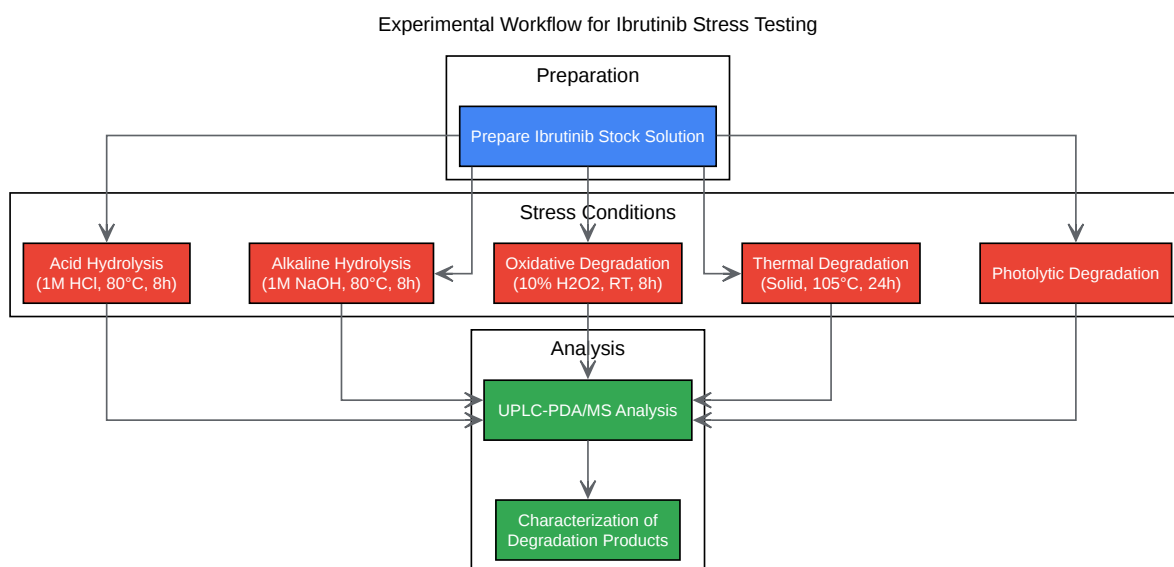 Experimental Workflow for Ibrutinib Stress Testing
Preparation
Prepare Ibrutinib Stock Solution
Stress Conditions
Acid Hydrolysis
(1M HCl, 80°C, 8h)
Alkaline Hydrolysis
(1M NaOH, 80°C, 8h)
Oxidative Degradation
(10% H2O2, RT, 8h)
Thermal Degradation
(Solid, 105°C, 24h)
Photolytic Degradation
Analysis
UPLC-PDA/MS Analysis
Characterization of
Degradation Products